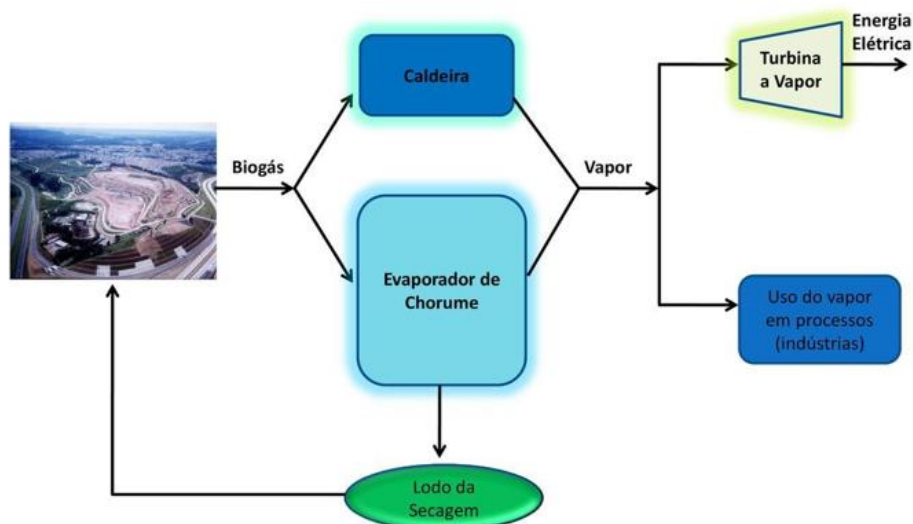 Biogás
Caldeira
Evaporador de
Chorume
Lodo da
Secagem
Vapor
Turbina
a Vapor
Energia
Elétrica
Uso do vapor
em processos
(indústrias)